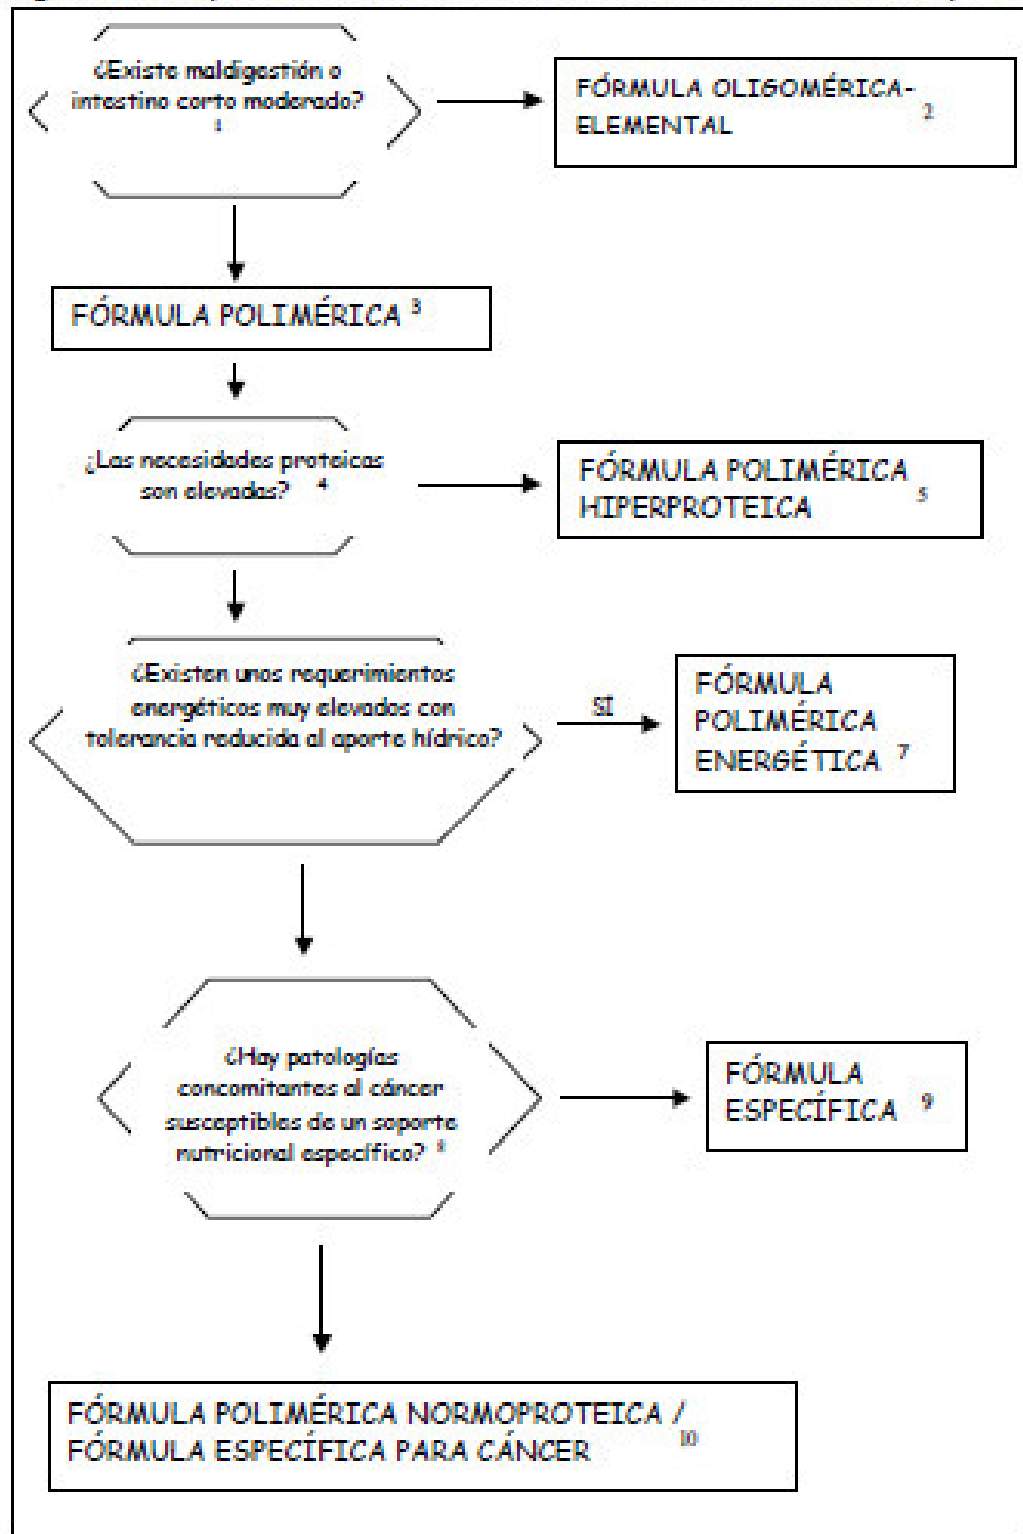 ¿Existe maldigestión o
intestino corto moderado?
1
FÓRMULA OLIGOMÉRICA-
ELEMENTAL 2
FÓRMULA POLIMÉRICA 3
¿Las necesidades proteicas
son elevadas? 4
FÓRMULA POLIMÉRICA
HIPERPROTEICA 5
¿Existen unos requerimientos
energéticos muy elevados con
tolerancia reducida al aporte hídrico?
SÍ
FÓRMULA
POLIMÉRICA
ENERGÉTICA 7
¿Hay patologías
concomitantes al cáncer
susceptibles de un soporte
nutricional específico? 8
FÓRMULA
ESPECÍFICA 9
FÓRMULA POLIMÉRICA NORMOPROTEICA /
FÓRMULA ESPECÍFICA PARA CÁNCER 10